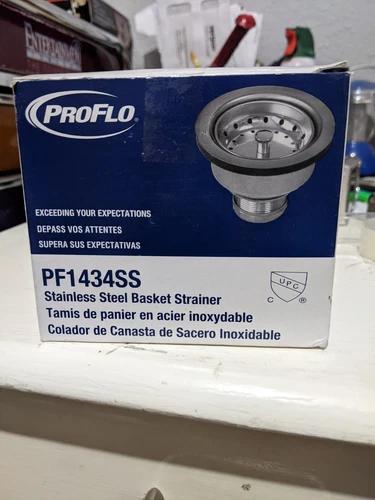 ENTERTAINMENT
PROFLO®
EXCEEDING YOUR EXPECTATIONS
DEPASS VOS ATTENTES
SUPERA SUS EXPECTATIVAS
PF1434SS
Stainless Steel Basket Strainer
Tamis de panier en acier inoxydable
Colador de Canasta de Sacero Inoxidable
UPC
C ®